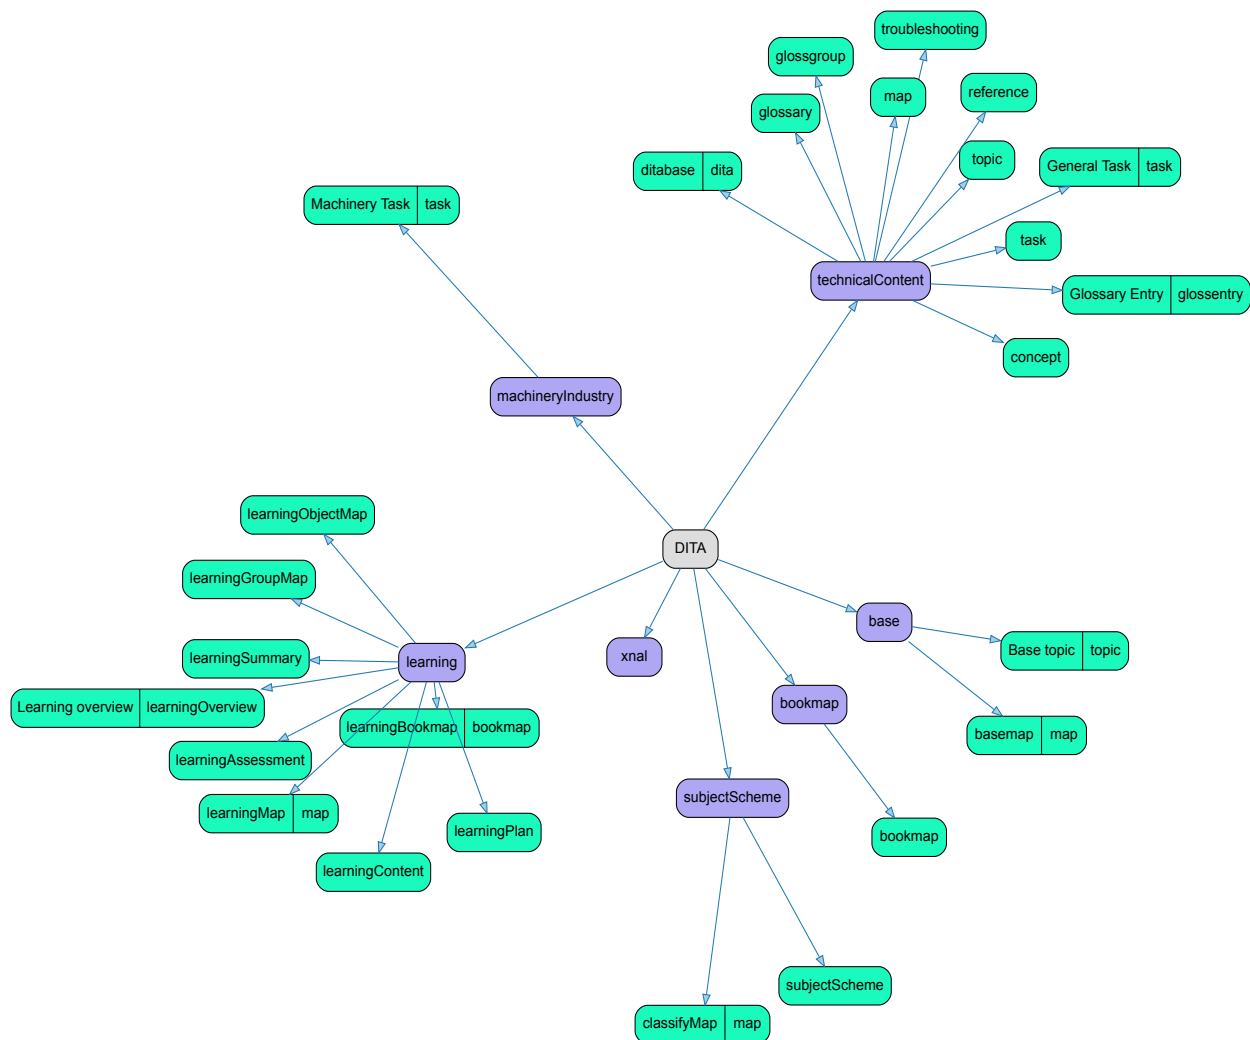 troubleshooting
glossgroup
map
reference
glossary
topic
ditabase dita
General Task task
Machinery Task task
task
technicalContent
Glossary Entry glossentry
concept
machineryIndustry
learningObjectMap
DITA
learningGroupMap
base
learningSummary
learning
xnal
Base topic topic
Learning overview learningOverview
bookmap
learningBookmap bookmap
basemap map
learningAssessment
subjectScheme
learningMap map
learningPlan
bookmap
learningContent
subjectScheme
classifyMap map